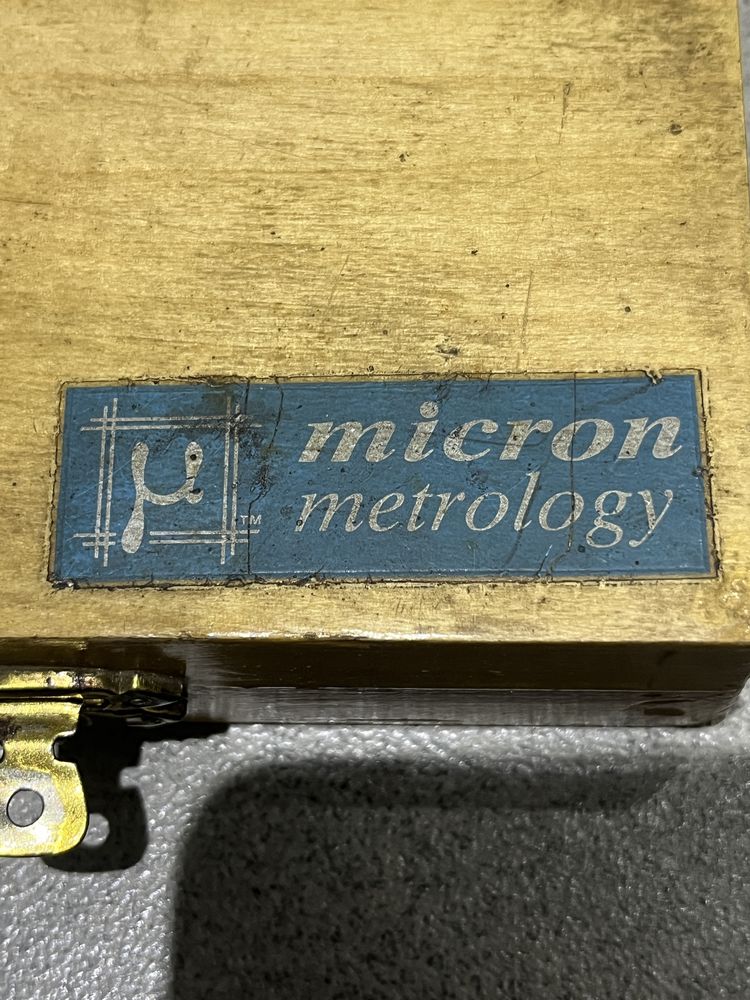 µ ™
micron
metrology